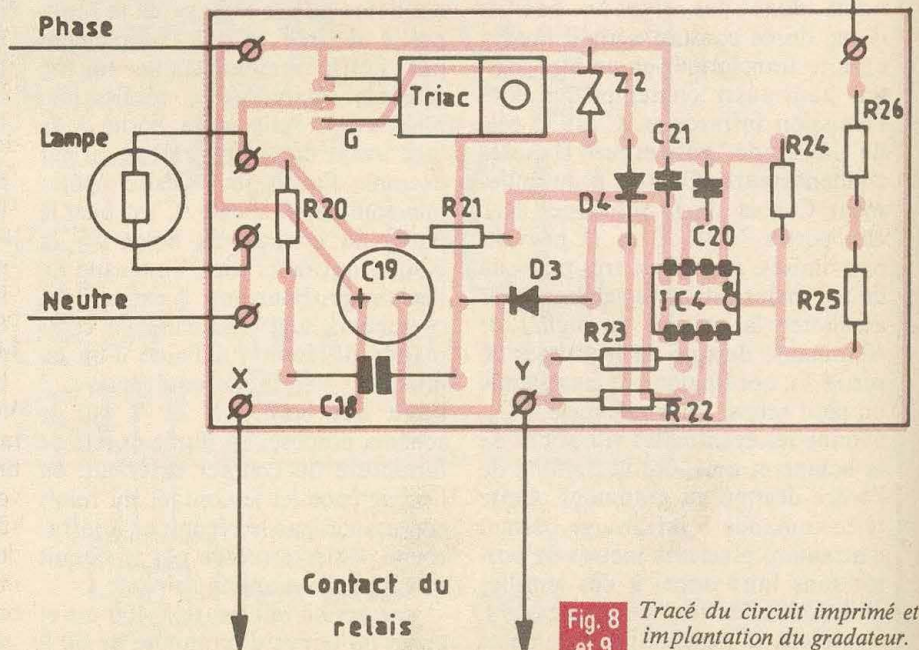 Phase
Triac
G
Z2
R26
Lampe
C21
R24
R20
R21
D4
C20
C19
+
−
D3
IC4
R25
Neutre
R23
X
Y
C18
R22
Contact du
relais
Fig. 8
et 9
Tracé du circuit imprimé et
implantation du gradateur.